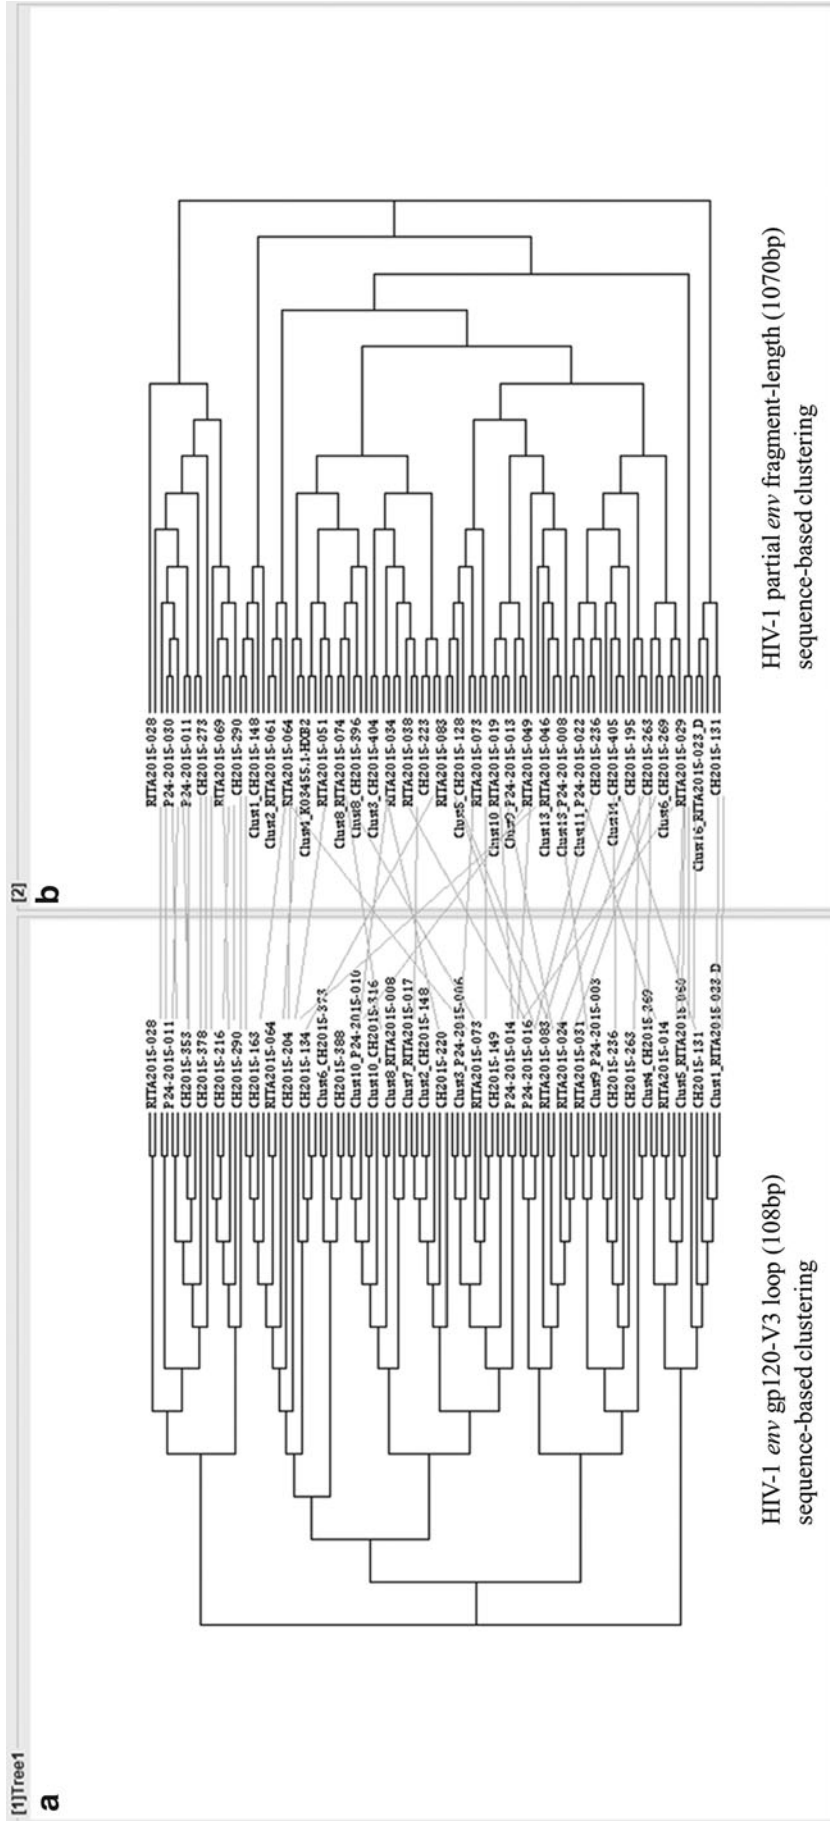 [1]Tree1
a
RITA2015-028
P24-2015-011
CH2015-353
CH2015-378
CH2015-216
CH2015-290
CH2015-163
RITA2015-064
CH2015-204
CH2015-134
Clust6_CH2015-373
CH2015-388
Clust10_P24-2015-010
Clust10_CH2015-316
Clust8_RITA2015-008
Clust7_RITA2015-017
Clust2_CH2015-148
CH2015-220
Clust3_P24-2015-006
RITA2015-073
CH2015-149
P24-2015-014
P24-2015-016
RITA2015-083
RITA2015-024
RITA2015-031
Clust9_P24-2015-003
CH2015-236
CH2015-263
Clust4_CH2015-269
RITA2015-014
Clust5_RITA2015-060
CH2015-131
Clust1_RITA2015-023_D
HIV-1 env gp120-V3 loop (108bp)
sequence-based clustering
[2]
b
RITA2015-028
P24-2015-030
P24-2015-011
CH2015-273
RITA2015-069
CH2015-290
Clust1_CH2015-148
Clust2_RITA2015-061
RITA2015-064
Clust4_K03455.1-HXB2
RITA2015-051
Clust8_RITA2015-074
Clust8_CH2015-396
Clust3_CH2015-404
RITA2015-034
RITA2015-038
CH2015-223
RITA2015-083
Clust5_CH2015-128
RITA2015-073
Clust10_RITA2015-019
Clust9_P24-2015-013
RITA2015-049
Clust13_RITA2015-046
Clust13_P24-2015-008
Clust11_P24-2015-022
CH2015-236
Clust14_CH2015-405
CH2015-195
CH2015-263
Clust6_CH2015-269
RITA2015-029
Clust16_RITA2015-023_D
CH2015-131
HIV-1 partial env fragment-length (1070bp)
sequence-based clustering